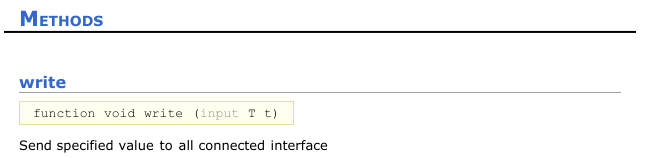 METHODS
write
function void write (input T t)
Send specified value to all connected interface